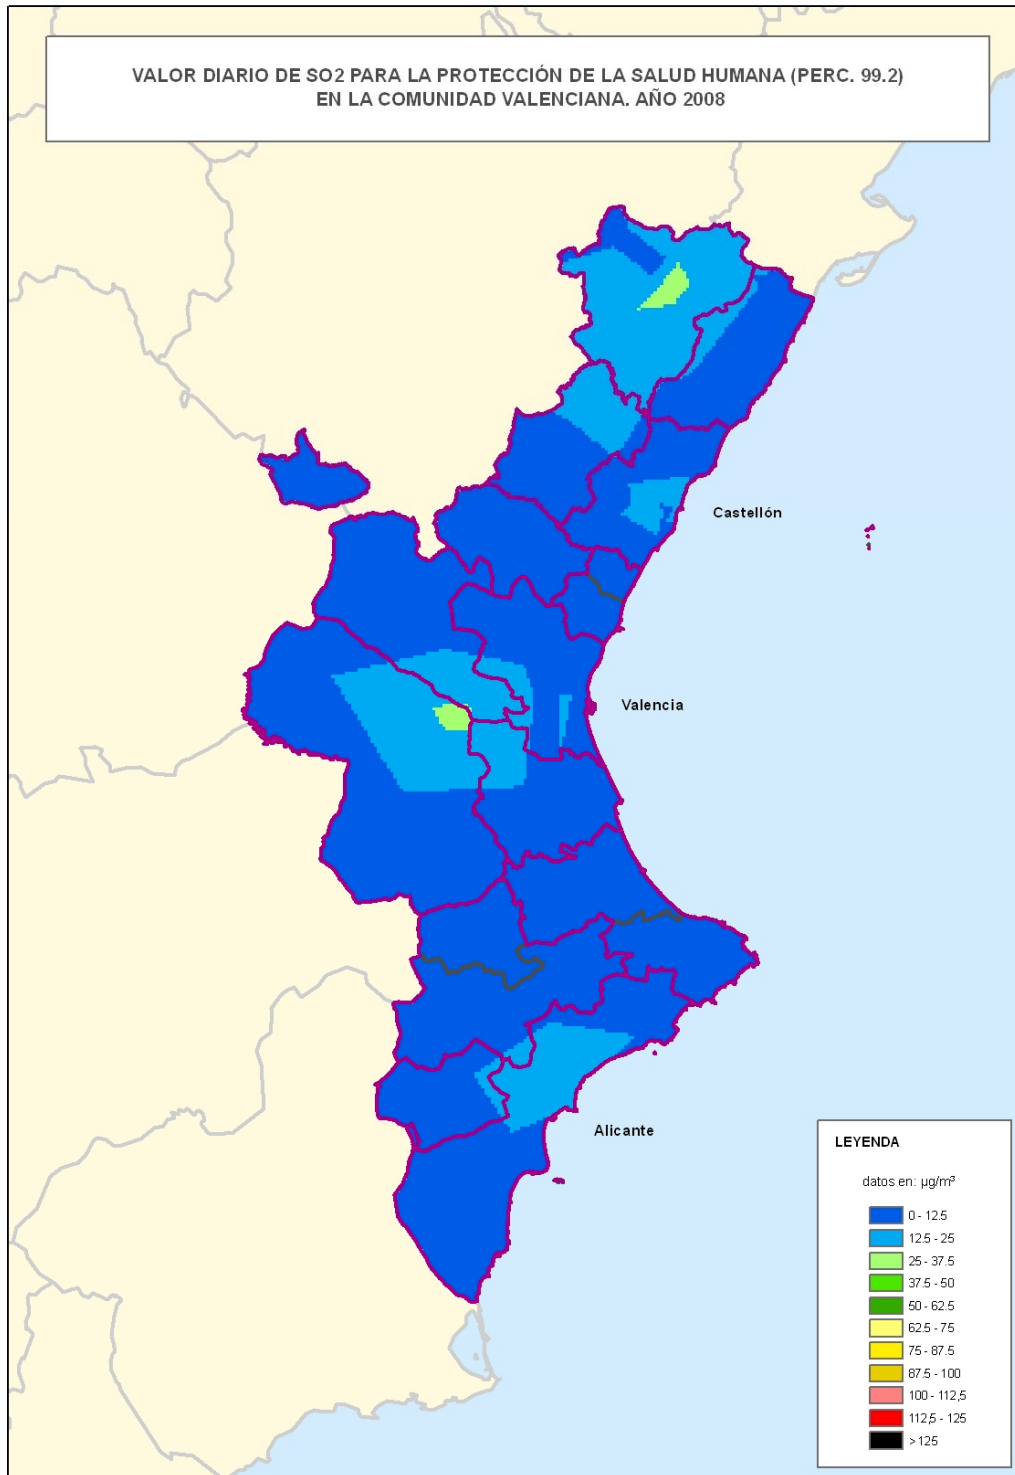 VALOR DIARIO DE SO2 PARA LA PROTECCIÓN DE LA SALUD HUMANA (PERC. 99.2)
EN LA COMUNIDAD VALENCIANA. AÑO 2008
Castellón
Valencia
Alicante
LEYENDA
datos en: µg/m³
0 - 12.5
12.5 - 25
25 - 37.5
37.5 - 50
50 - 62.5
62.5 - 75
75 - 87.5
87.5 - 100
100 - 112,5
112,5 - 125
> 125